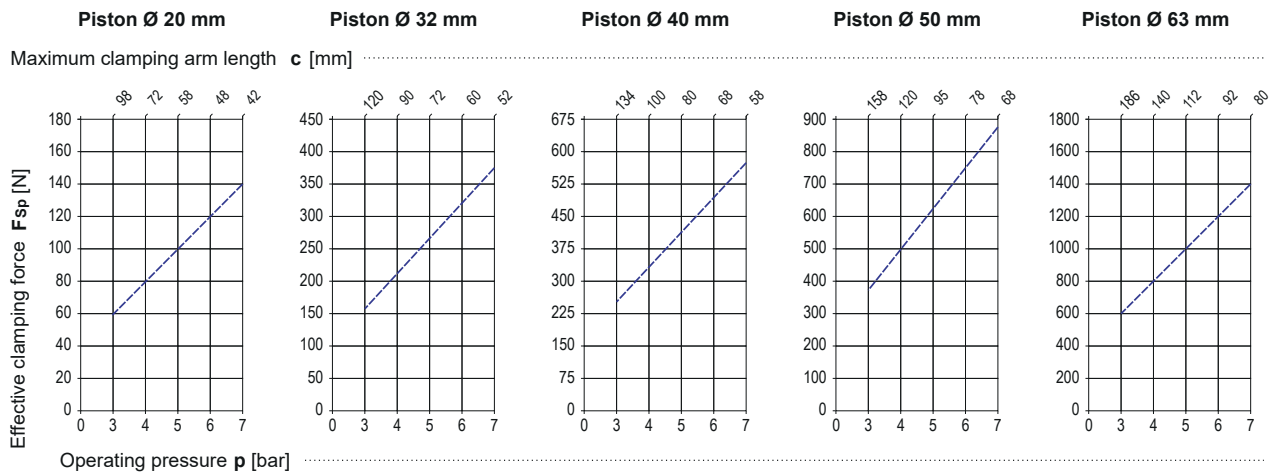 Piston Ø 20 mm Piston Ø 32 mm Piston Ø 40 mm Piston Ø 50 mm Piston Ø 63 mm
Maximum clamping arm length c [mm]
98 72 58 48 42 120 90 72 60 52 134 100 80 68 58 158 120 95 78 68 186 140 112 92 80
180 450 675 900 1800
160 400 600 800 1600
140 350 525 700 1400
120 300 450 600 1200
100 250 375 500 1000
80 200 300 400 800
60 150 225 300 600
40 100 150 200 400
20 50 75 100 200
0 0 0 0 0
0 3 4 5 6 7 0 3 4 5 6 7 0 3 4 5 6 7 0 3 4 5 6 7 0 3 4 5 6 7
Effective clamping force Fsp [N]
Operating pressure p [bar]